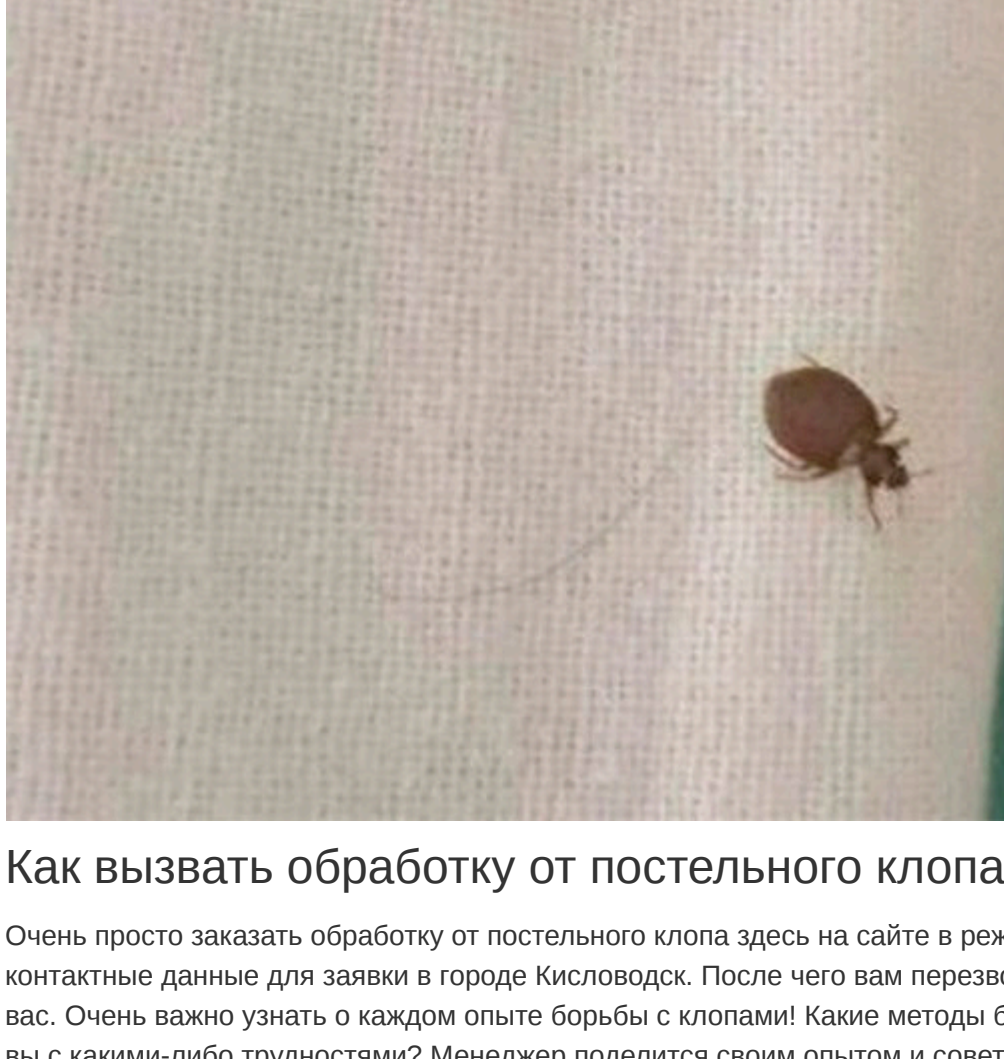 Как вызвать обработку от постельного клопа
Очень просто заказать обработку от постельного клопа здесь на сайте в
контактные данные для заявки в городе Кисловодск. После чего вам
вас. Очень важно узнать о каждом опыте борьбы с клопами! Какие методы
вы с какими-либо трудностями? Менеджер поделится своим опытом и